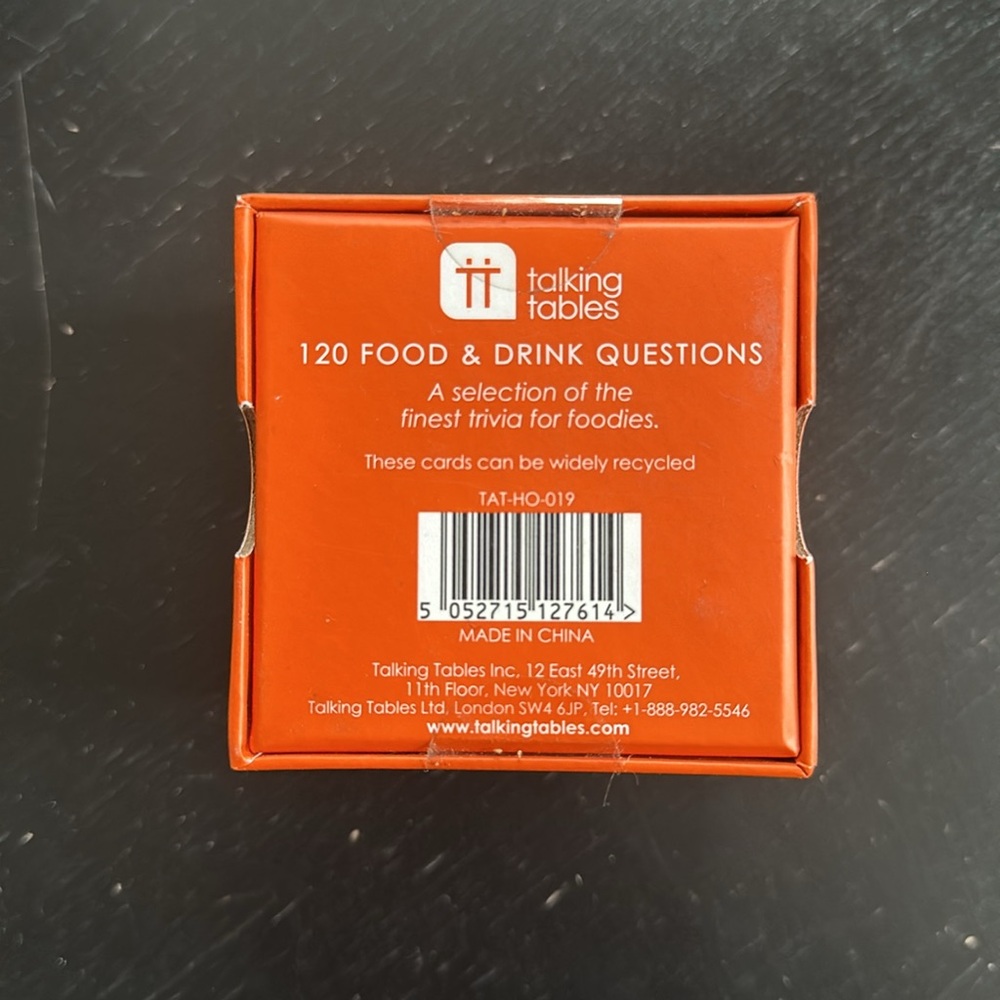 talking
tables
120 FOOD & DRINK QUESTIONS
A selection of the
finest trivia for foodies.
These cards can be widely recycled
TAT-HO-019
5 052715 127614 >
MADE IN CHINA
Talking Tables Inc, 12 East 49th Street,
11th Floor, New York NY 10017
Talking Tables Ltd, London SW4 6JP, Tel: +1-888-982-5546
www.talkingtables.com